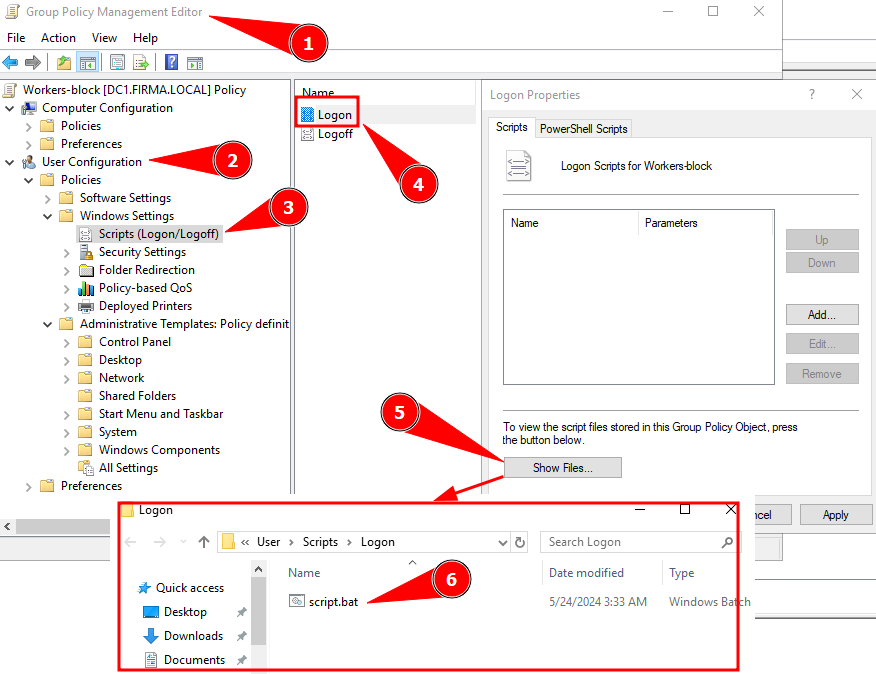 Group Policy Management Editor
1
File Action View Help
Workers-block [DC1.FIRMA.LOCAL] Policy
Computer Configuration
Policies
Preferences
User Configuration
2
Policies
Software Settings
Windows Settings
Scripts (Logon/Logoff)
3
Security Settings
Folder Redirection
Policy-based QoS
Deployed Printers
Administrative Templates: Policy definit
Control Panel
Desktop
Network
Shared Folders
Start Menu and Taskbar
System
Windows Components
All Settings
Preferences
Name
Logon
Logoff
4
Logon Properties
?
Scripts PowerShell Scripts
Logon Scripts for Workers-block
Name Parameters
Up
Down
Add...
Edit...
Remove
5
To view the script files stored in this Group Policy Object, press
the button below.
Show Files...
ncel Apply
Logon
« User > Scripts > Logon
Search Logon
Quick access
Desktop
Downloads
Documents
Name Date modified Type
6
script.bat 5/24/2024 3:33 AM Windows Batch